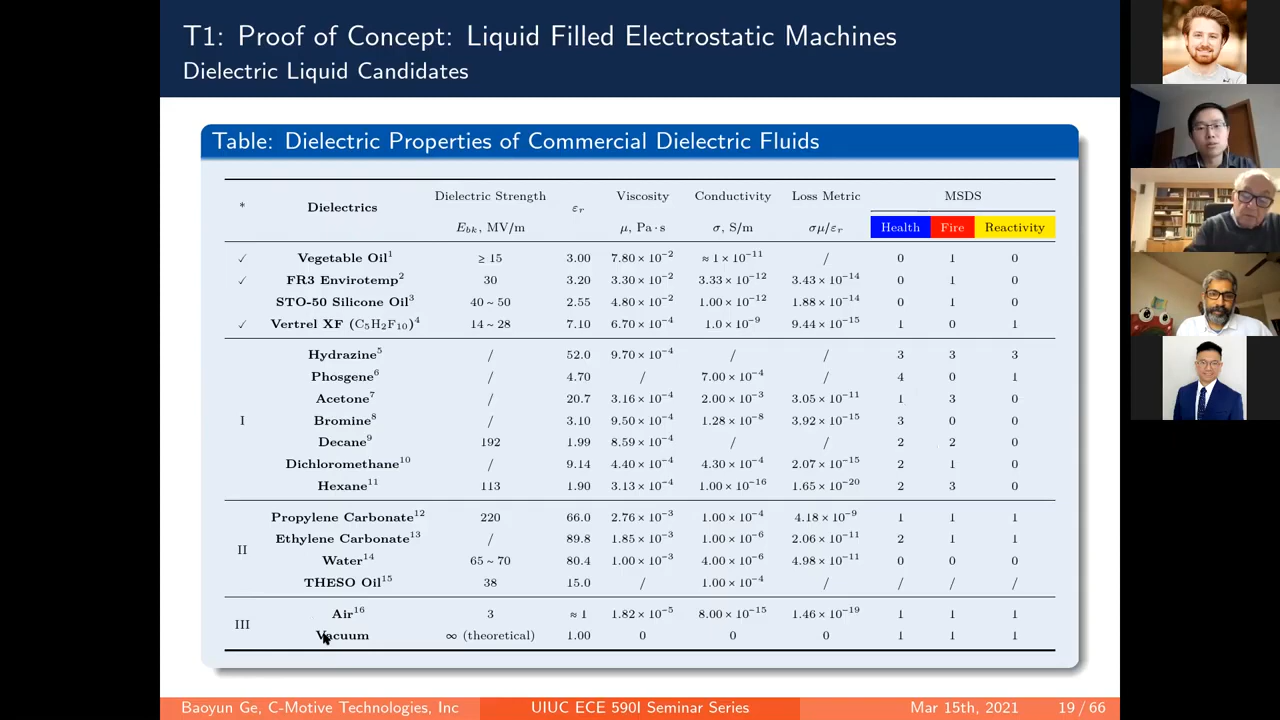 T1: Proof of Concept: Liquid Filled Electrostatic Machines
Dielectric Liquid Candidates
Table: Dielectric Properties of Commercial Dielectric Fluids
* Dielectrics Dielectric Strength εr Viscosity Conductivity Loss Metric MSDS
Ebk, MV/m μ, Pa·s σ, S/m σμ/εr Health Fire Reactivity
✓ Vegetable Oil¹ ≥ 15 3.00 7.80 × 10⁻² ≈ 1 × 10⁻¹¹ / 0 1 0
✓ FR3 Envirotemp² 30 3.20 3.30 × 10⁻² 3.33 × 10⁻¹² 3.43 × 10⁻¹⁴ 0 1 0
STO-50 Silicone Oil³ 40 ~ 50 2.55 4.80 × 10⁻² 1.00 × 10⁻¹² 1.88 × 10⁻¹⁴ 0 1 0
✓ Vertrel XF (C₅H₂F₁₀)⁴ 14 ~ 28 7.10 6.70 × 10⁻⁴ 1.0 × 10⁻⁹ 9.44 × 10⁻¹⁵ 1 0 1
Hydrazine⁵ / 52.0 9.70 × 10⁻⁴ / / 3 3 3
Phosgene⁶ / 4.70 / 7.00 × 10⁻⁴ / 4 0 1
Acetone⁷ / 20.7 3.16 × 10⁻⁴ 2.00 × 10⁻³ 3.05 × 10⁻¹¹ 1 3 0
I Bromine⁸ / 3.10 9.50 × 10⁻⁴ 1.28 × 10⁻⁸ 3.92 × 10⁻¹⁵ 3 0 0
Decane⁹ 192 1.99 8.59 × 10⁻⁴ / / 2 2 0
Dichloromethane¹⁰ / 9.14 4.40 × 10⁻⁴ 4.30 × 10⁻⁴ 2.07 × 10⁻¹⁵ 2 1 0
Hexane¹¹ 113 1.90 3.13 × 10⁻⁴ 1.00 × 10⁻¹⁶ 1.65 × 10⁻²⁰ 2 3 0
Propylene Carbonate¹² 220 66.0 2.76 × 10⁻³ 1.00 × 10⁻⁴ 4.18 × 10⁻⁹ 1 1 1
II Ethylene Carbonate¹³ / 89.8 1.85 × 10⁻³ 1.00 × 10⁻⁶ 2.06 × 10⁻¹¹ 2 1 1
Water¹⁴ 65 ~ 70 80.4 1.00 × 10⁻³ 4.00 × 10⁻⁶ 4.98 × 10⁻¹¹ 0 0 0
THESO Oil¹⁵ 38 15.0 / 1.00 × 10⁻⁴ / / / /
III Air¹⁶ 3 ≈ 1 1.82 × 10⁻⁵ 8.00 × 10⁻¹⁵ 1.46 × 10⁻¹⁹ 1 1 1
Vacuum ∞ (theoretical) 1.00 0 0 0 1 1 1
Baoyun Ge, C-Motive Technologies, Inc UIUC ECE 590I Seminar Series Mar 15th, 2021 19 / 66